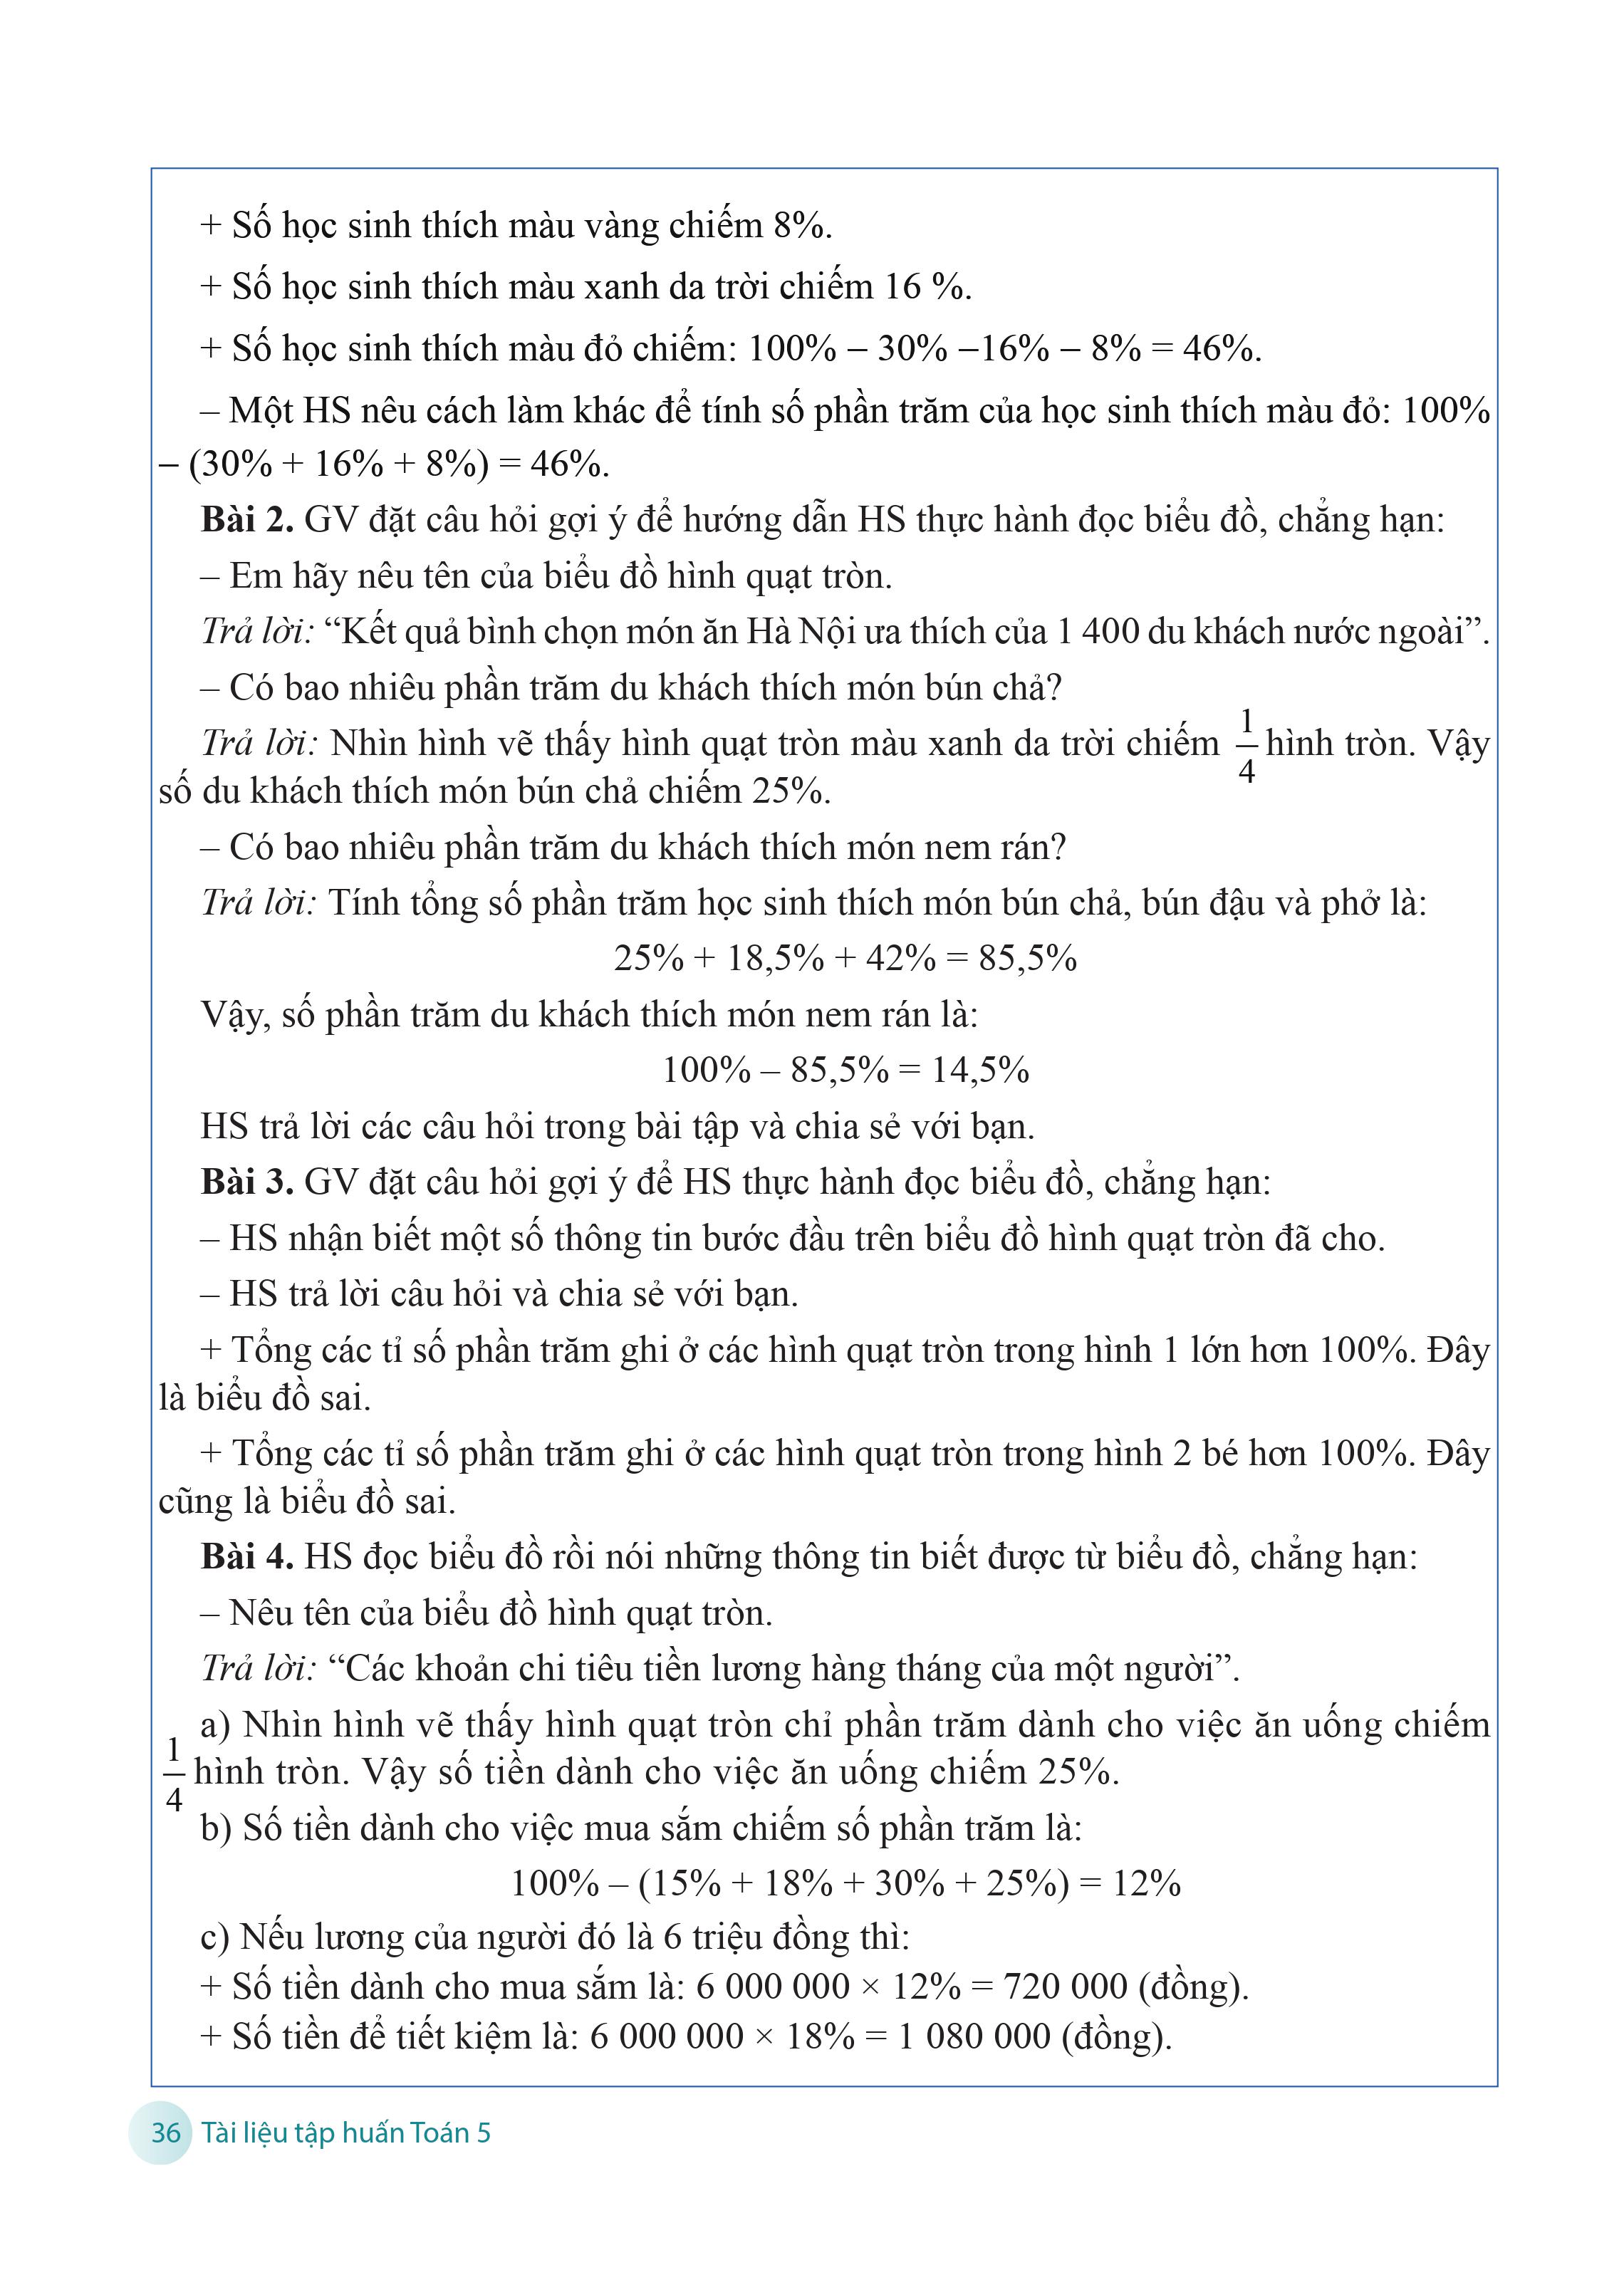 + Số học sinh thích màu vàng chiếm 8%.
+ Số học sinh thích màu xanh da trời chiếm 16 %.
+ Số học sinh thích màu đỏ chiếm: 100% – 30% –16% – 8% = 46%.
– Một HS nêu cách làm khác để tính số phần trăm của học sinh thích màu đỏ: 100%
– (30% + 16% + 8%) = 46%.
Bài 2. GV đặt câu hỏi gợi ý để hướng dẫn HS thực hành đọc biểu đồ, chẳng hạn:
– Em hãy nêu tên của biểu đồ hình quạt tròn.
Trả lời: “Kết quả bình chọn món ăn Hà Nội ưa thích của 1 400 du khách nước ngoài”.
– Có bao nhiêu phần trăm du khách thích món bún chả?
Trả lời: Nhìn hình vẽ thấy hình quạt tròn màu xanh da trời chiếm 1/4 hình tròn. Vậy
số du khách thích món bún chả chiếm 25%.
– Có bao nhiêu phần trăm du khách thích món nem rán?
Trả lời: Tính tổng số phần trăm học sinh thích món bún chả, bún đậu và phở là:
25% + 18,5% + 42% = 85,5%
Vậy, số phần trăm du khách thích món nem rán là:
100% – 85,5% = 14,5%
HS trả lời các câu hỏi trong bài tập và chia sẻ với bạn.
Bài 3. GV đặt câu hỏi gợi ý để HS thực hành đọc biểu đồ, chẳng hạn:
– HS nhận biết một số thông tin bước đầu trên biểu đồ hình quạt tròn đã cho.
– HS trả lời câu hỏi và chia sẻ với bạn.
+ Tổng các tỉ số phần trăm ghi ở các hình quạt tròn trong hình 1 lớn hơn 100%. Đây
là biểu đồ sai.
+ Tổng các tỉ số phần trăm ghi ở các hình quạt tròn trong hình 2 bé hơn 100%. Đây
cũng là biểu đồ sai.
Bài 4. HS đọc biểu đồ rồi nói những thông tin biết được từ biểu đồ, chẳng hạn:
– Nêu tên của biểu đồ hình quạt tròn.
Trả lời: “Các khoản chi tiêu tiền lương hàng tháng của một người”.
a) Nhìn hình vẽ thấy hình quạt tròn chỉ phần trăm dành cho việc ăn uống chiếm
1/4 hình tròn. Vậy số tiền dành cho việc ăn uống chiếm 25%.
b) Số tiền dành cho việc mua sắm chiếm số phần trăm là:
100% – (15% + 18% + 30% + 25%) = 12%
c) Nếu lương của người đó là 6 triệu đồng thì:
+ Số tiền dành cho mua sắm là: 6 000 000 × 12% = 720 000 (đồng).
+ Số tiền để tiết kiệm là: 6 000 000 × 18% = 1 080 000 (đồng).
36 Tài liệu tập huấn Toán 5